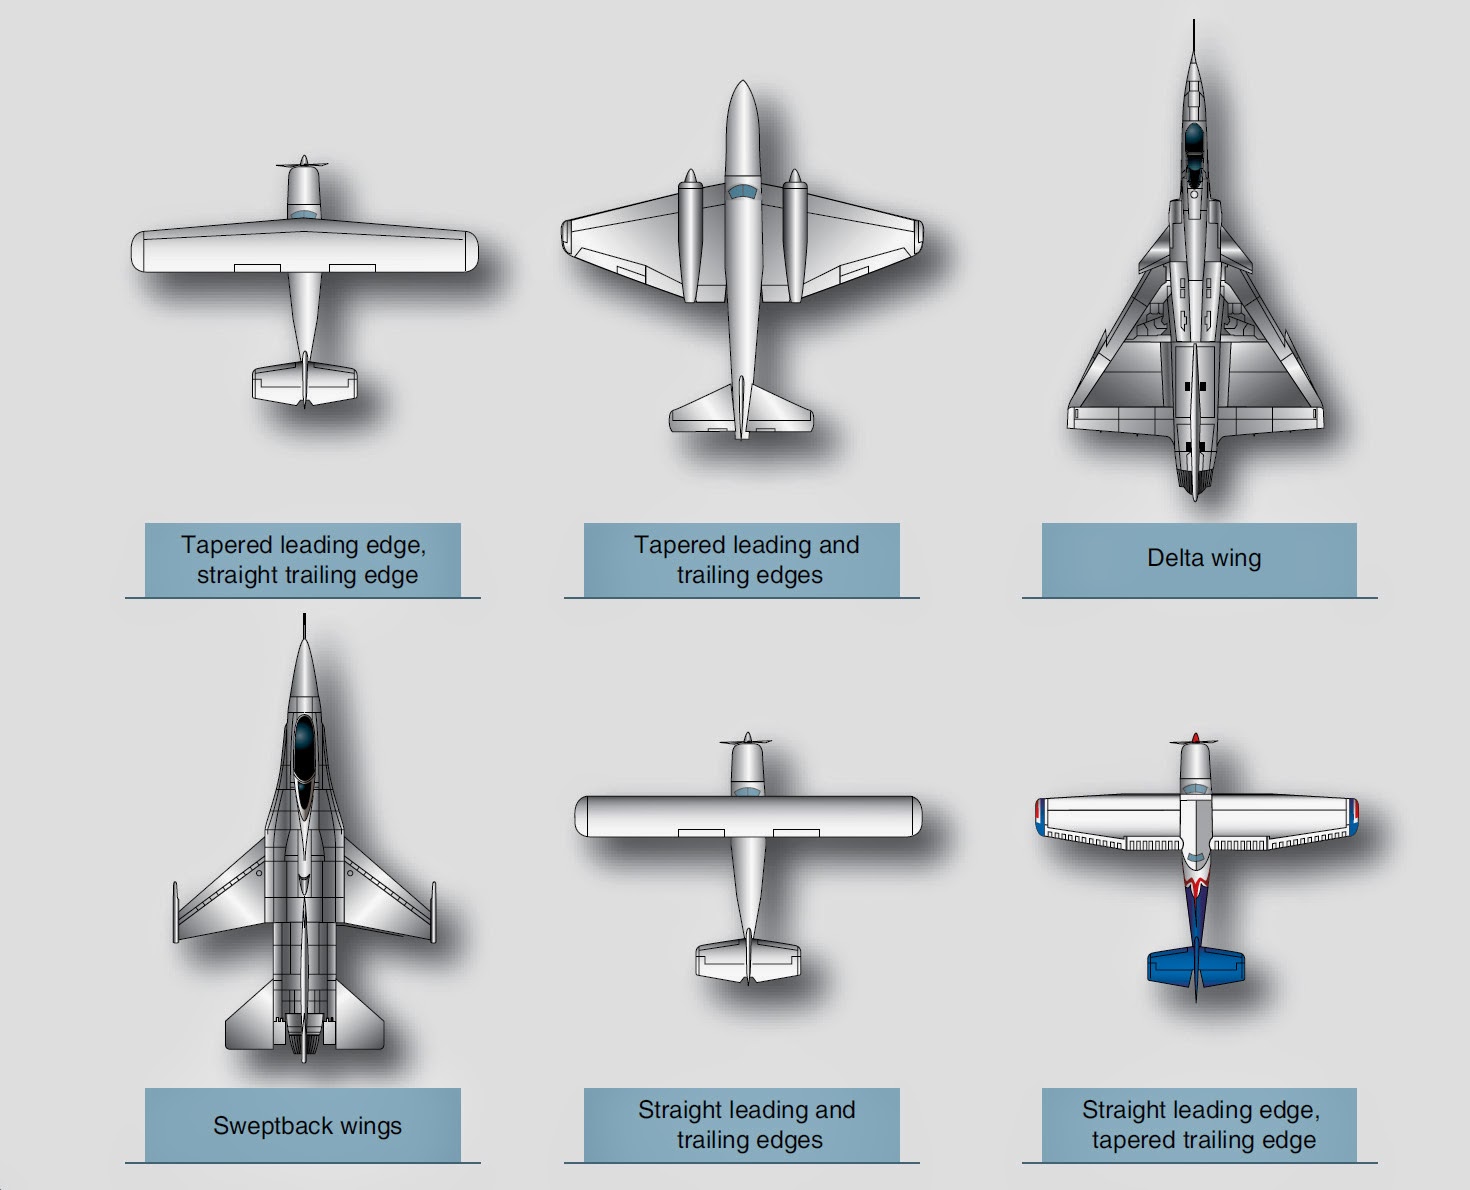 Tapered leading edge,
straight trailing edge
Tapered leading and
trailing edges
Delta wing
Sweptback wings
Straight leading and
trailing edges
Straight leading edge,
tapered trailing edge